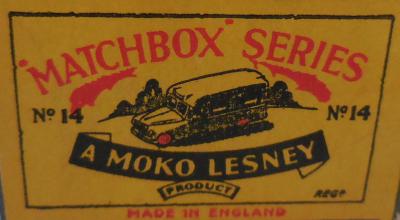 "MATCHBOX" SERIES
Nº 14 Nº 14
A MOKO LESNEY
PRODUCT
REGD
MADE IN ENGLAND